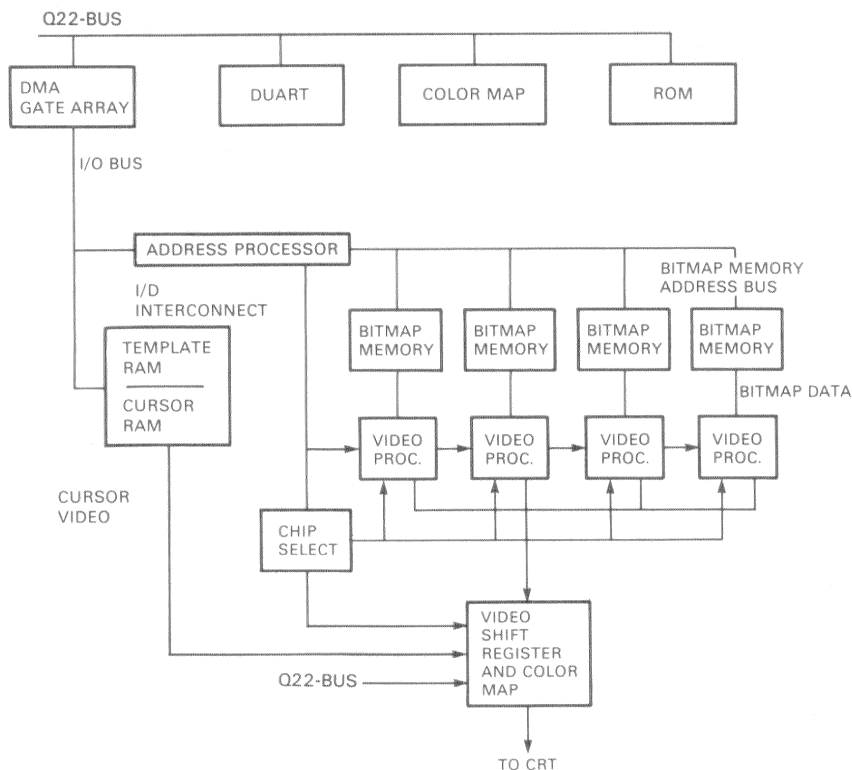 Q22-BUS
DMA
GATE ARRAY
DUART
COLOR MAP
ROM
I/O BUS
ADDRESS PROCESSOR
BITMAP MEMORY
ADDRESS BUS
I/D
INTERCONNECT
TEMPLATE
RAM
CURSOR
RAM
BITMAP
MEMORY
BITMAP
MEMORY
BITMAP
MEMORY
BITMAP
MEMORY
BITMAP DATA
VIDEO
PROC.
VIDEO
PROC.
VIDEO
PROC.
VIDEO
PROC.
CURSOR
VIDEO
CHIP
SELECT
VIDEO
SHIFT
REGISTER
AND COLOR
MAP
Q22-BUS
TO CRT